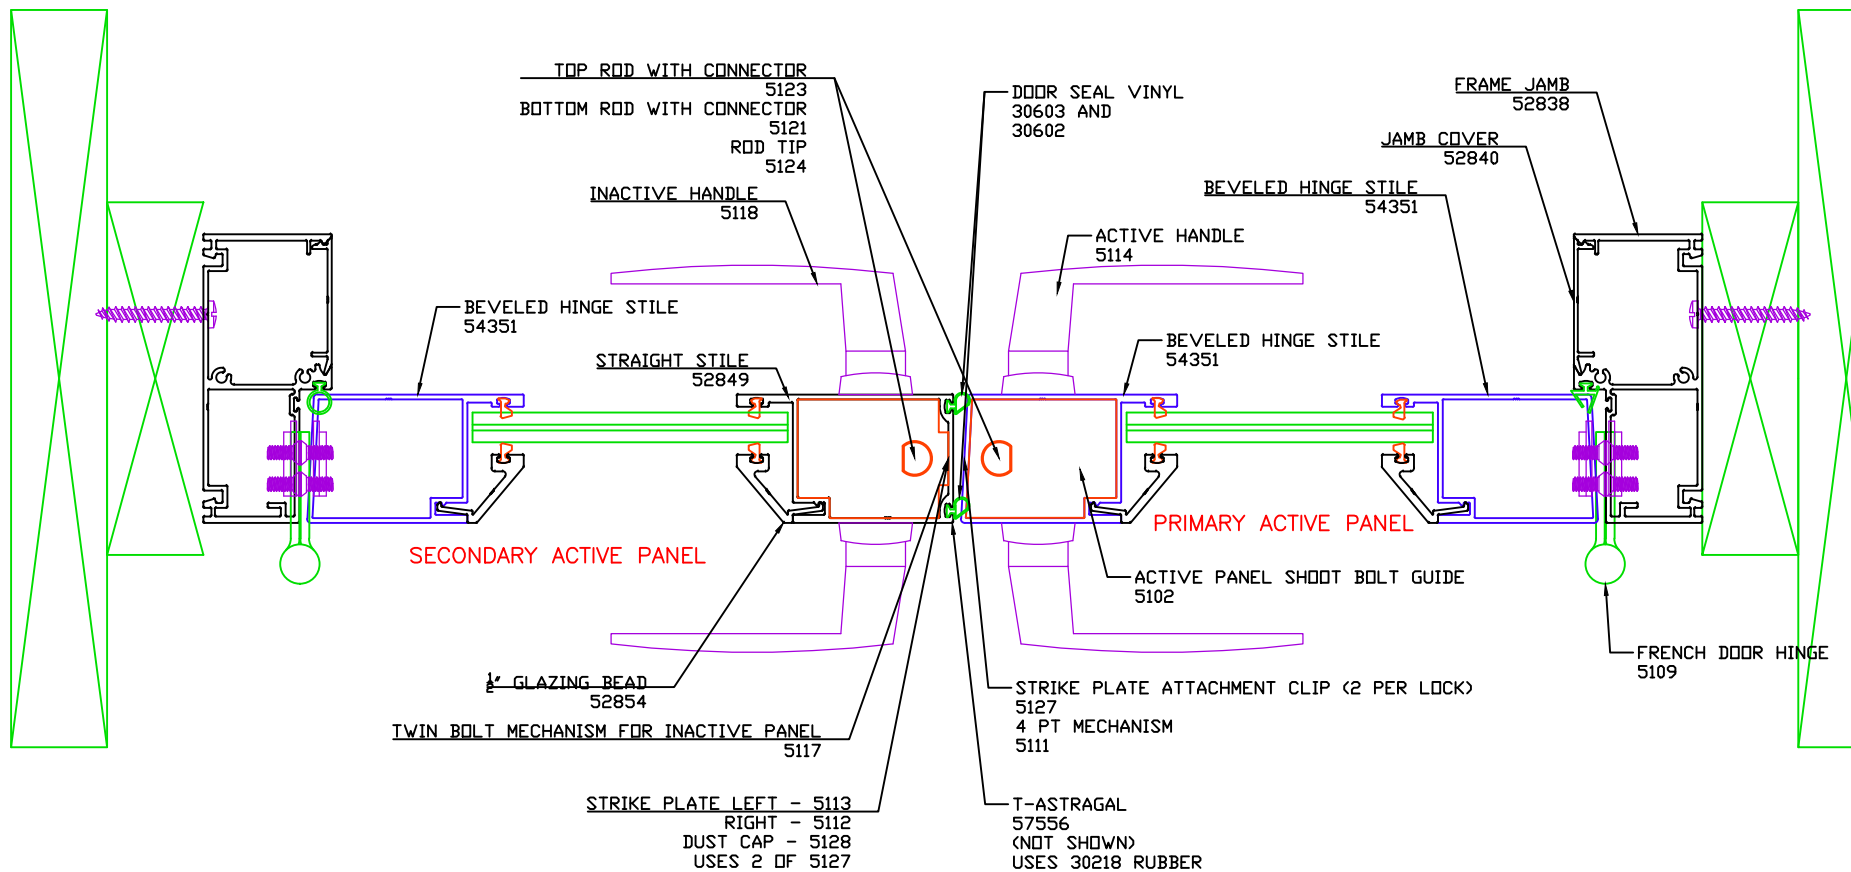 TOP ROD WITH CONNECTOR
5123
BOTTOM ROD WITH CONNECTOR
5121
ROD TIP
5124
INACTIVE HANDLE
5118
DOOR SEAL VINYL
30603 AND
30602
FRAME JAMB
52838
JAMB COVER
52840
BEVELED HINGE STILE
54351
ACTIVE HANDLE
5114
BEVELED HINGE STILE
54351
STRAIGHT STILE
52849
BEVELED HINGE STILE
54351
SECONDARY ACTIVE PANEL
PRIMARY ACTIVE PANEL
ACTIVE PANEL SHOOT BOLT GUIDE
5102
FRENCH DOOR HINGE
5109
1/2" GLAZING BEAD
52854
TWIN BOLT MECHANISM FOR INACTIVE PANEL
5117
STRIKE PLATE ATTACHMENT CLIP (2 PER LOCK)
5127
4 PT MECHANISM
5111
STRIKE PLATE LEFT - 5113
RIGHT - 5112
DUST CAP - 5128
USES 2 OF 5127
T-ASTRAGAL
57556
(NOT SHOWN)
USES 30218 RUBBER